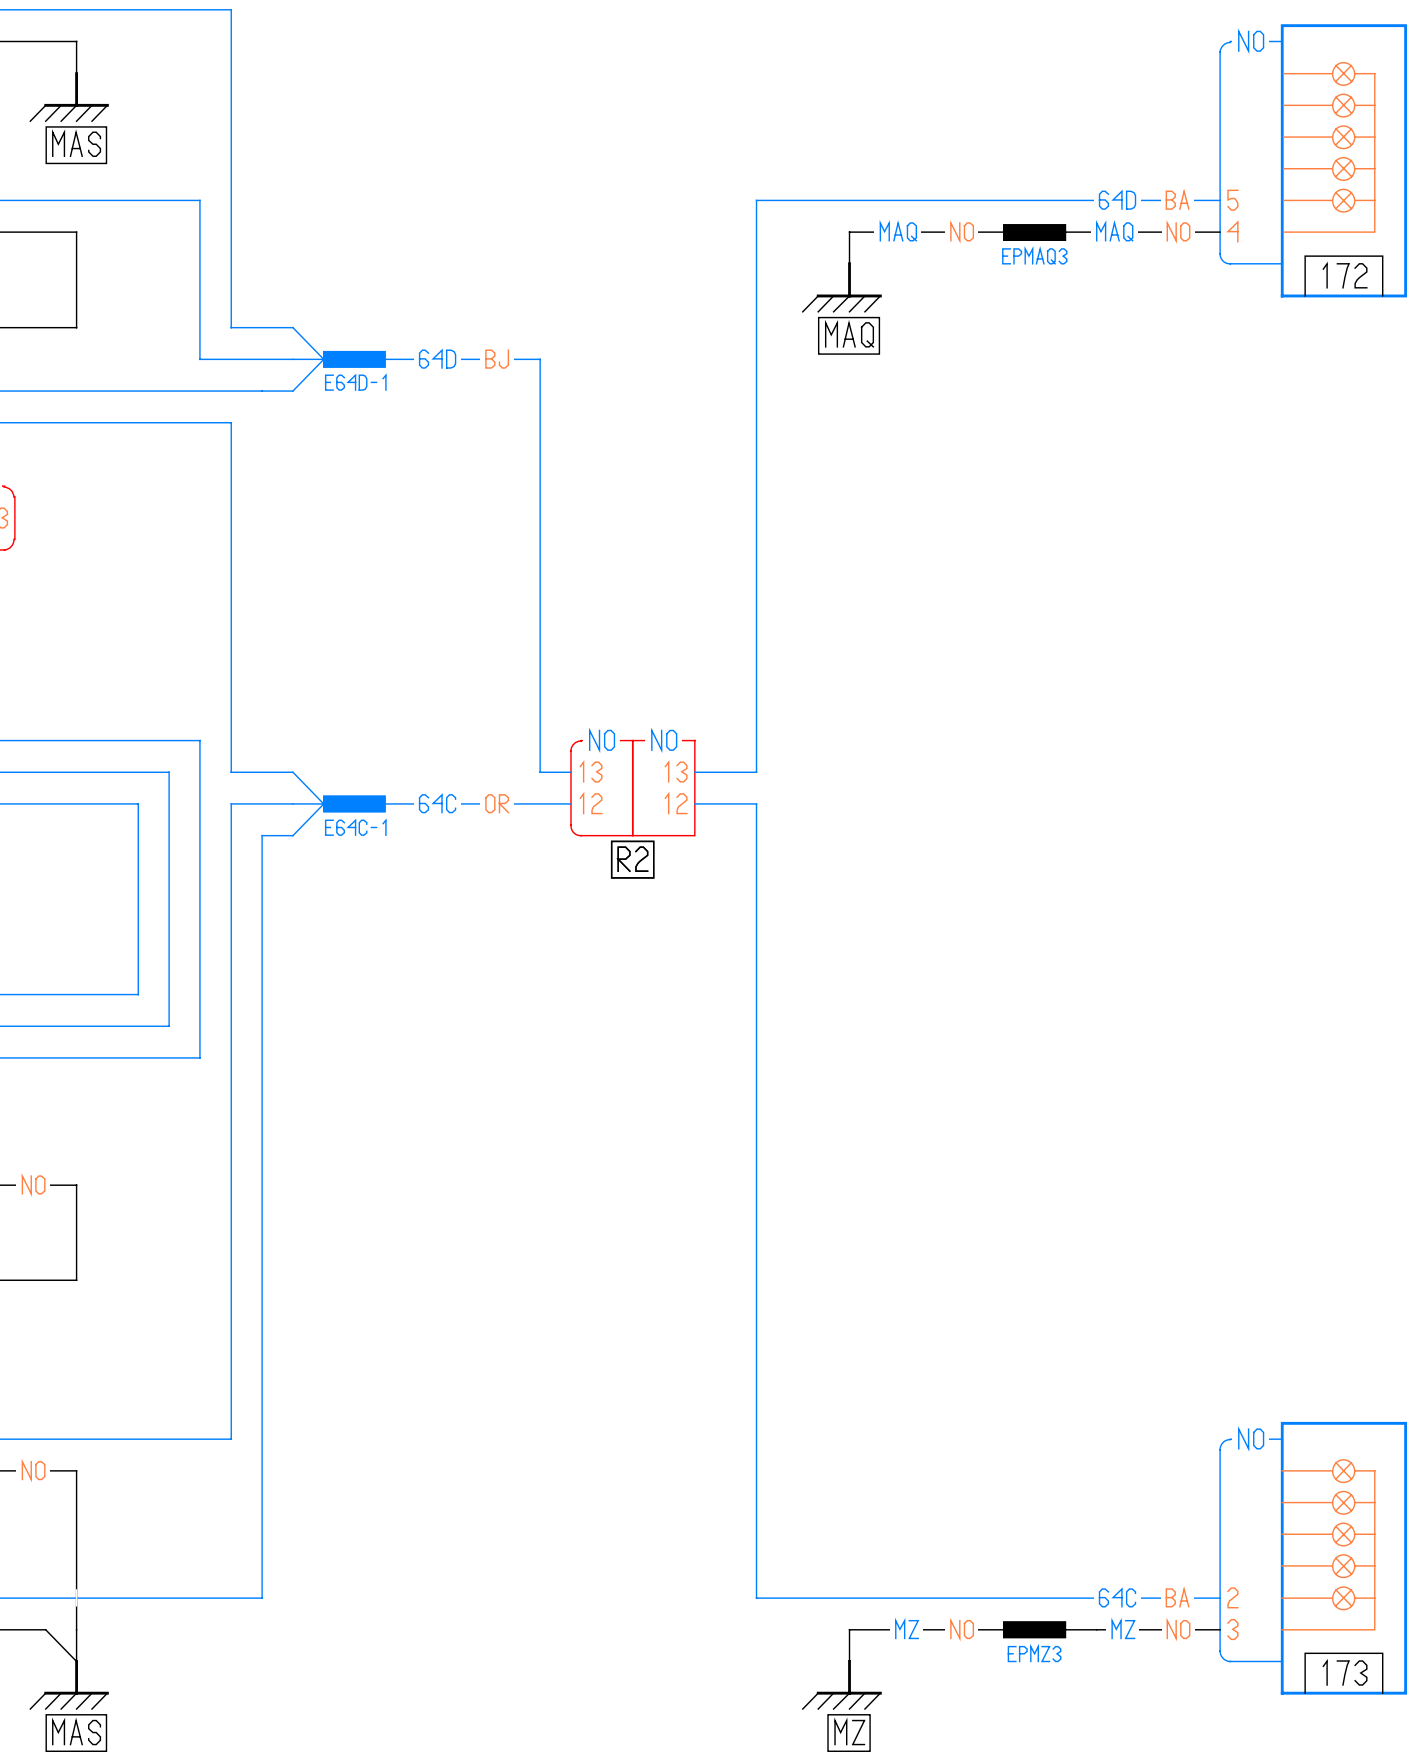 NO
MAS
64D BA 5
MAQ NO MAQ NO 4
EPMAQ3
172
MAQ
64D BJ
E64D-1
3
NO NO
13 13
64C OR 12 12
E64C-1
R2
NO
NO
NO
64C BA 2
MZ NO MZ NO 3
EPMZ3
173
MAS
MZ